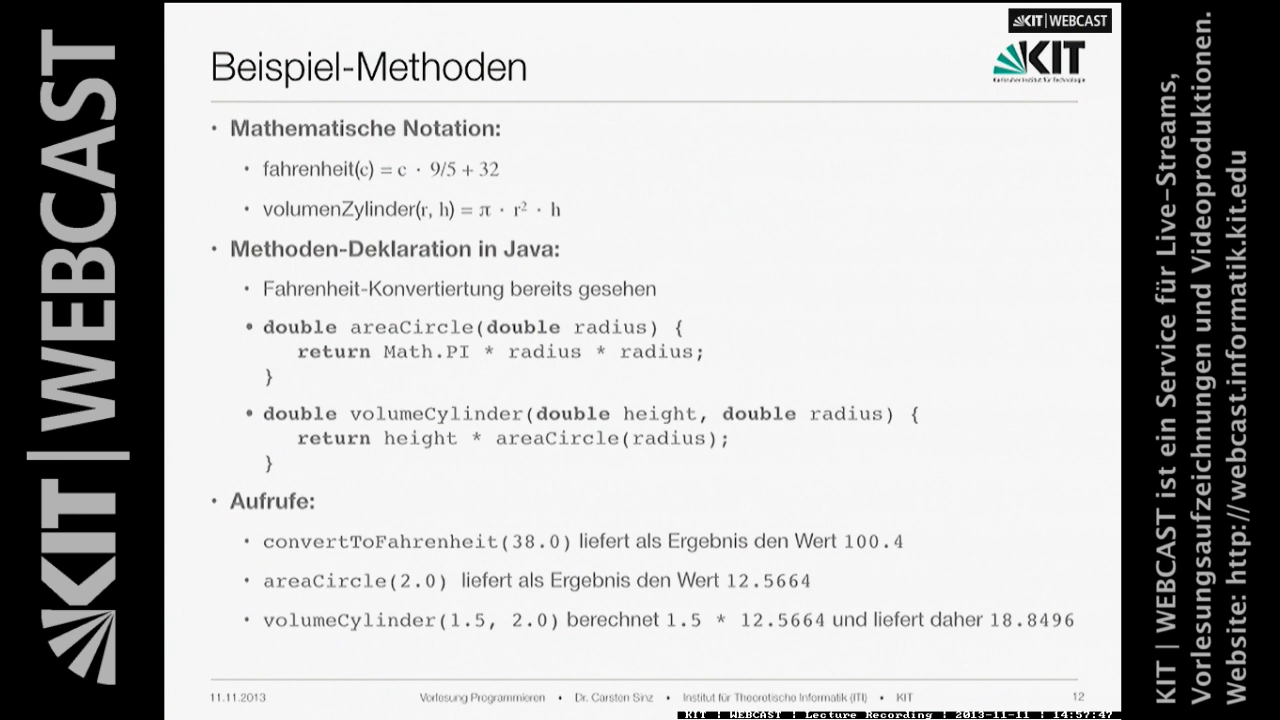 KIT | WEBCAST
KIT | WEBCAST
KIT
Karlsruher Institut für Technologie
Beispiel-Methoden
• Mathematische Notation:
• fahrenheit(c) = c · 9/5 + 32
• volumenZylinder(r, h) = π · r² · h
• Methoden-Deklaration in Java:
• Fahrenheit-Konvertiertung bereits gesehen
• double areaCircle(double radius) {
return Math.PI * radius * radius;
}
• double volumeCylinder(double height, double radius) {
return height * areaCircle(radius);
}
• Aufrufe:
• convertToFahrenheit(38.0) liefert als Ergebnis den Wert 100.4
• areaCircle(2.0) liefert als Ergebnis den Wert 12.5664
• volumeCylinder(1.5, 2.0) berechnet 1.5 * 12.5664 und liefert daher 18.8496
11.11.2013 Vorlesung Programmieren • Dr. Carsten Sinz • Institut für Theoretische Informatik (ITI) • KIT 12
KIT | WEBCAST | Lecture Recording | 2013-11-11 | 14:57:47
KIT | WEBCAST ist ein Service für Live-Streams,
Vorlesungsaufzeichnungen und Videoproduktionen.
Website: http://webcast.informatik.kit.edu